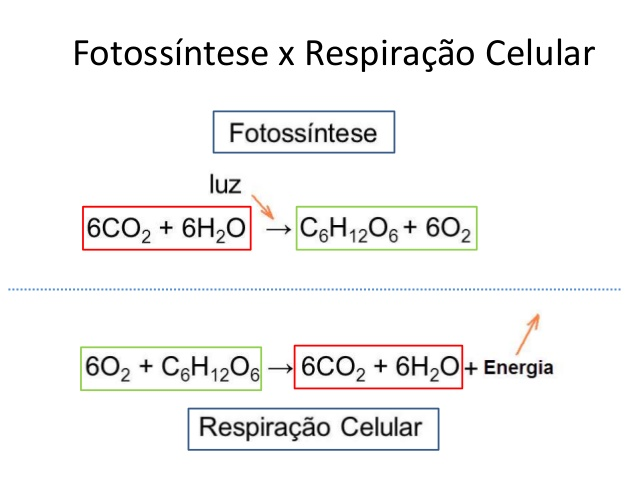 Fotossíntese x Respiração Celular
Fotossíntese
luz
6CO₂ + 6H₂O → C₆H₁₂O₆ + 6O₂
6O₂ + C₆H₁₂O₆ → 6CO₂ + 6H₂O + Energia
Respiração Celular